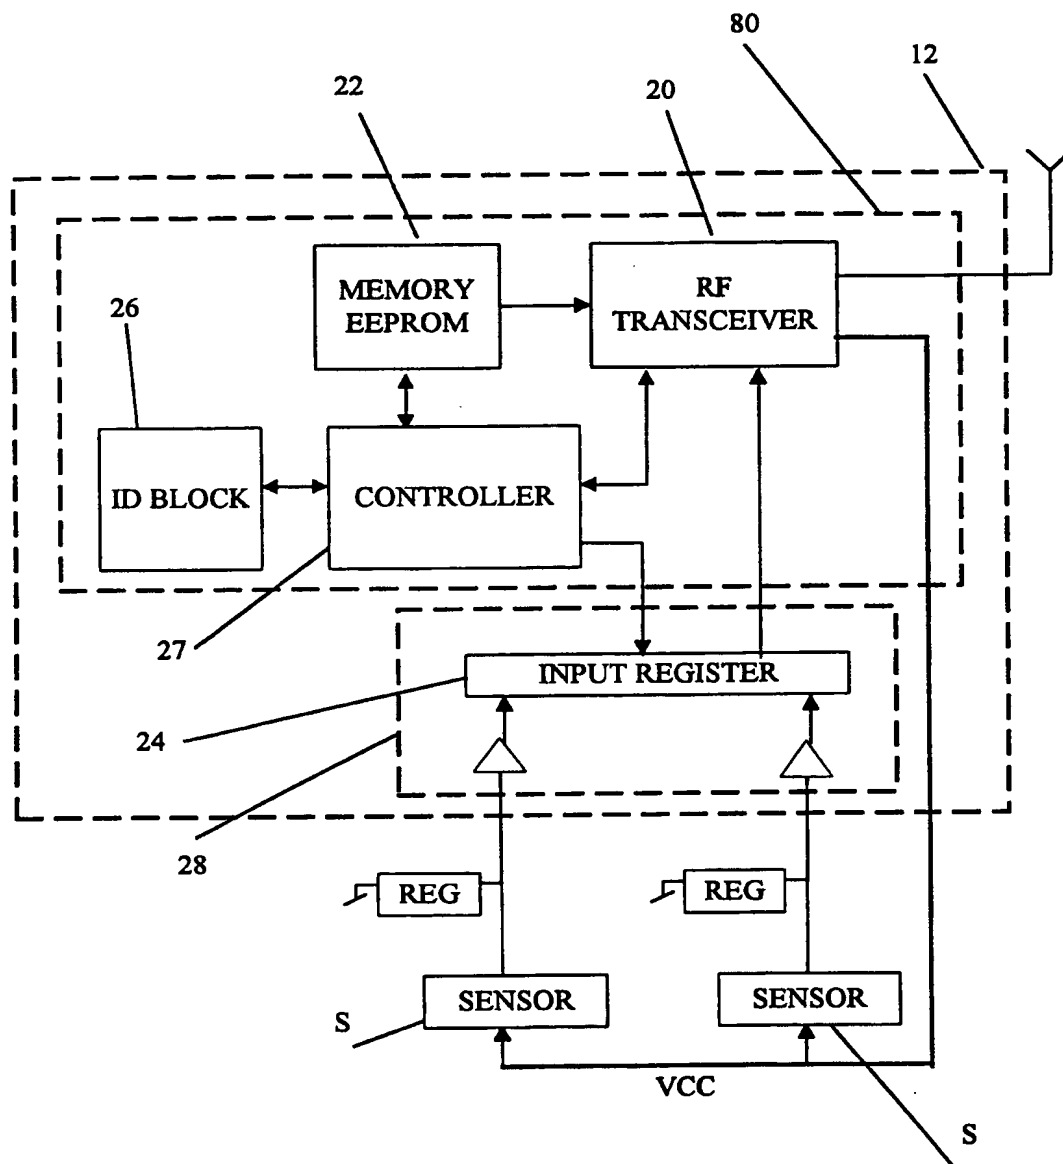 80
12
22
20
MEMORY
EEPROM
RF
TRANSCEIVER
26
ID BLOCK
CONTROLLER
27
INPUT REGISTER
24
28
REG
REG
SENSOR
SENSOR
S
VCC
S